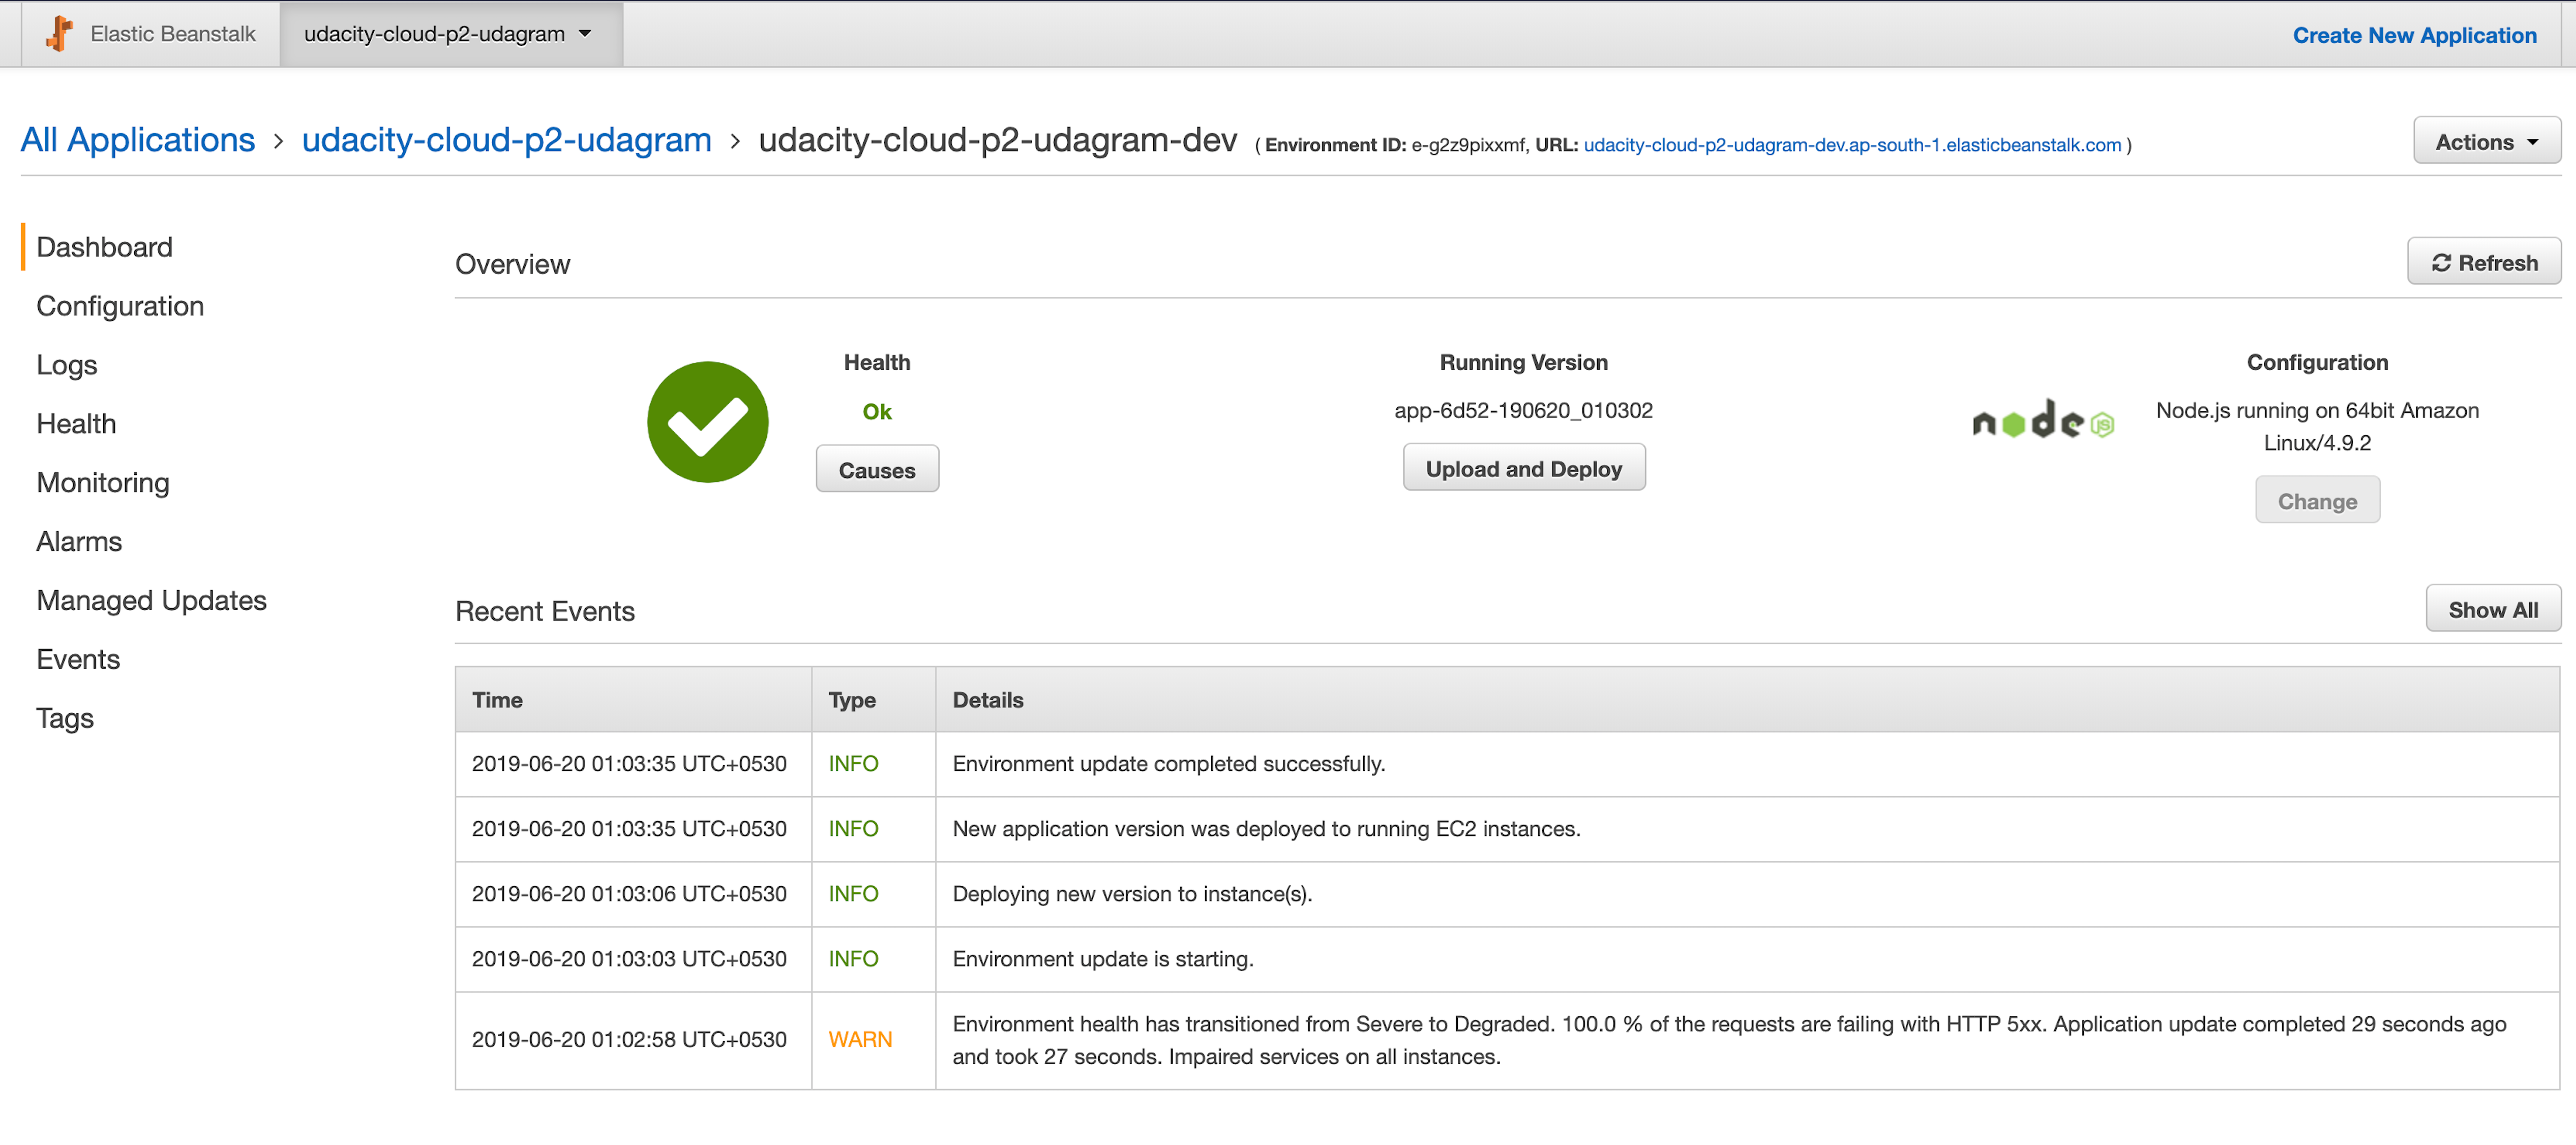 Elastic Beanstalk udacity-cloud-p2-udagram Create New Application
All Applications > udacity-cloud-p2-udagram > udacity-cloud-p2-udagram-dev ( Environment ID: e-g2z9pixxmf, URL: udacity-cloud-p2-udagram-dev.ap-south-1.elasticbeanstalk.com ) Actions
Dashboard
Configuration
Logs
Health
Monitoring
Alarms
Managed Updates
Events
Tags
Overview Refresh
Health
Ok
Causes
Running Version
app-6d52-190620_010302
Upload and Deploy
node JS
Configuration
Node.js running on 64bit Amazon
Linux/4.9.2
Change
Recent Events Show All
Time Type Details
2019-06-20 01:03:35 UTC+0530 INFO Environment update completed successfully.
2019-06-20 01:03:35 UTC+0530 INFO New application version was deployed to running EC2 instances.
2019-06-20 01:03:06 UTC+0530 INFO Deploying new version to instance(s).
2019-06-20 01:03:03 UTC+0530 INFO Environment update is starting.
2019-06-20 01:02:58 UTC+0530 WARN Environment health has transitioned from Severe to Degraded. 100.0 % of the requests are failing with HTTP 5xx. Application update completed 29 seconds ago
and took 27 seconds. Impaired services on all instances.